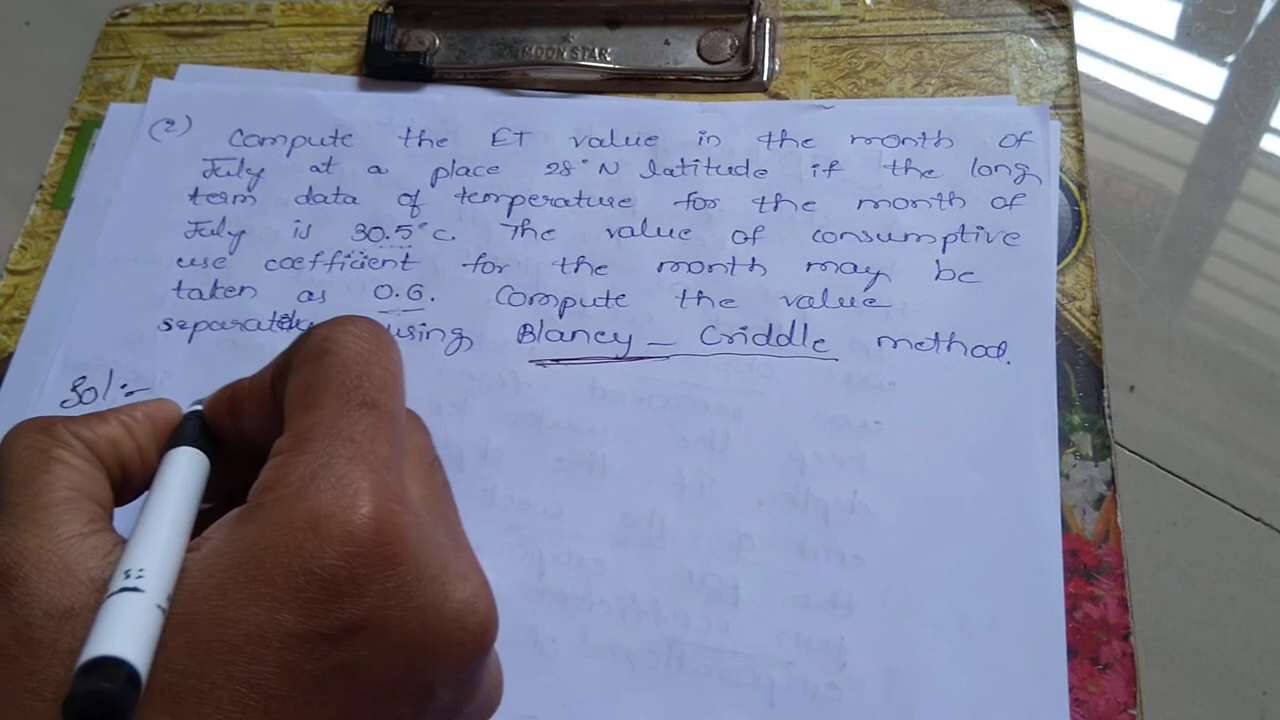 MOON STAR
(2) Compute the ET value in the month of
July at a place 28°N latitude if the long
term data of temperature for the month of
July is 30.5°c. The value of consumptive
use coefficient for the month may be
taken as 0.6. Compute the value
using Blaney - Criddle method.
Sol:-